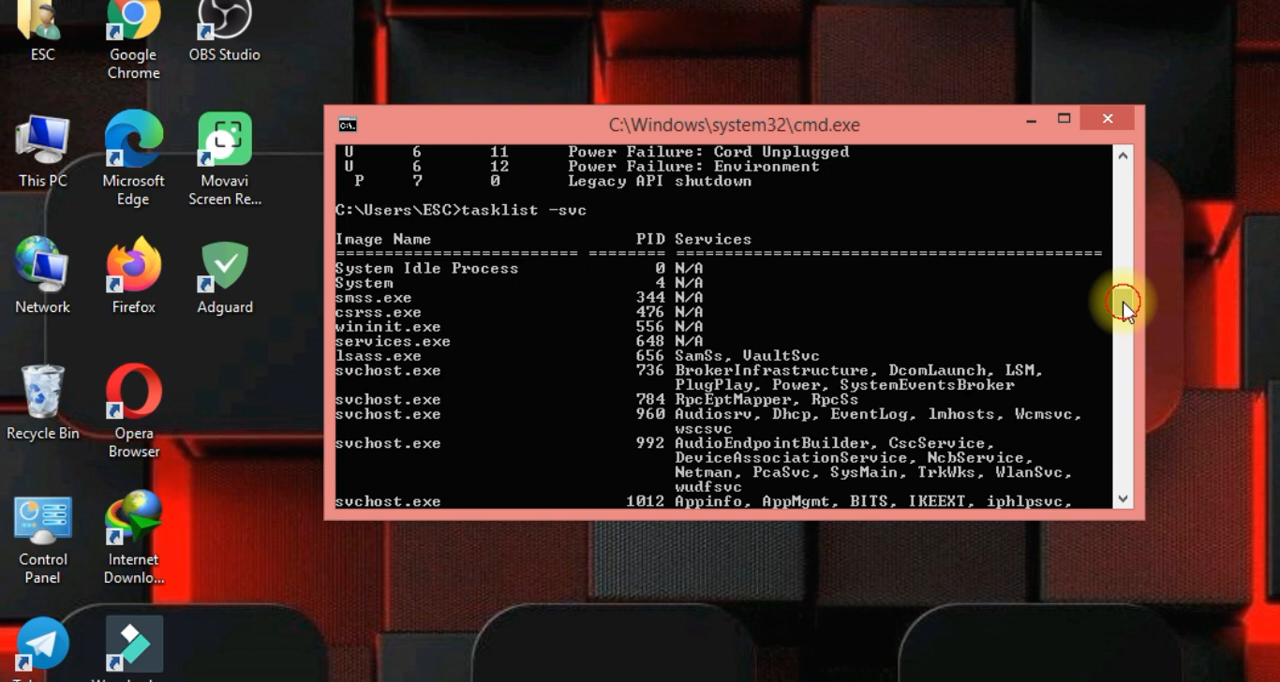 ESC
Google
Chrome
OBS Studio
This PC
Microsoft
Edge
Movavi
Screen Re...
Network
Firefox
Adguard
Recycle Bin
Opera
Browser
Control
Panel
Internet
Downlo...
C:\Windows\system32\cmd.exe
U 6 11 Power Failure: Cord Unplugged
U 6 12 Power Failure: Environment
P 7 0 Legacy API shutdown
C:\Users\ESC>tasklist -svc
Image Name PID Services
========================= ======== ============================================
System Idle Process 0 N/A
System 4 N/A
smss.exe 344 N/A
csrss.exe 476 N/A
wininit.exe 556 N/A
services.exe 648 N/A
lsass.exe 656 SamSs, VaultSvc
svchost.exe 736 BrokerInfrastructure, DcomLaunch, LSM,
PlugPlay, Power, SystemEventsBroker
svchost.exe 784 RpcEptMapper, RpcSs
svchost.exe 960 Audiosrv, Dhcp, EventLog, lmhosts, Wcmsvc,
wscsvc
svchost.exe 992 AudioEndpointBuilder, CscService,
DeviceAssociationService, NcbService,
Netman, PcaSvc, SysMain, TrkWks, WlanSvc,
wudfsvc
svchost.exe 1012 Appinfo, AppMgmt, BITS, IKEEXT, iphlpsvc,